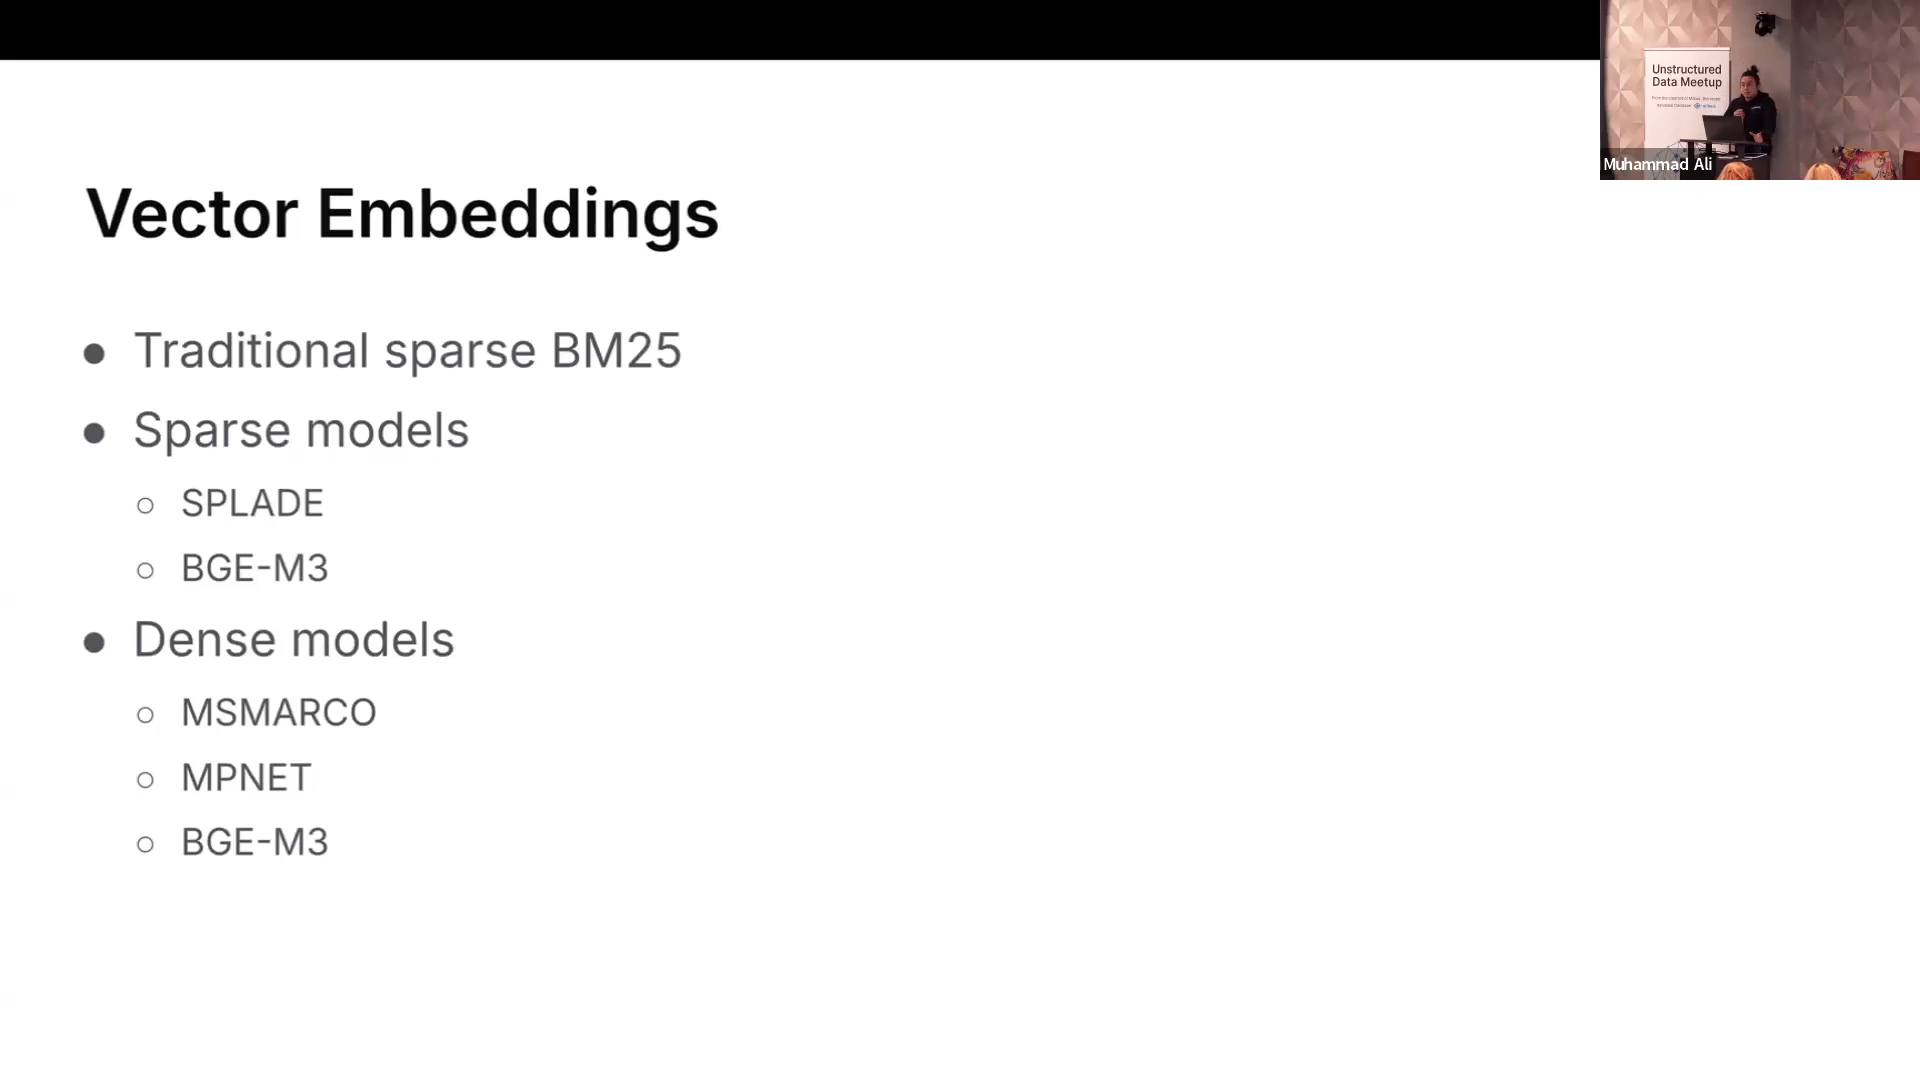 Vector Embeddings
Traditional sparse BM25
Sparse models
SPLADE
BGE-M3
Dense models
MSMARCO
MPNET
BGE-M3
Unstructured
Data Meetup
Muhammad Ali